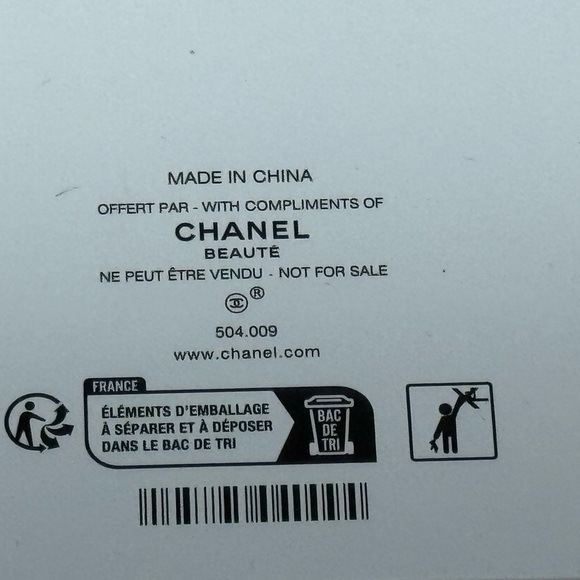 MADE IN CHINA
OFFERT PAR - WITH COMPLIMENTS OF
CHANEL
BEAUTÉ
NE PEUT ÊTRE VENDU - NOT FOR SALE
®
504.009
www.chanel.com
FRANCE
ÉLÉMENTS D'EMBALLAGE
À SÉPARER ET À DÉPOSER
DANS LE BAC DE TRI
BAC
DE
TRI